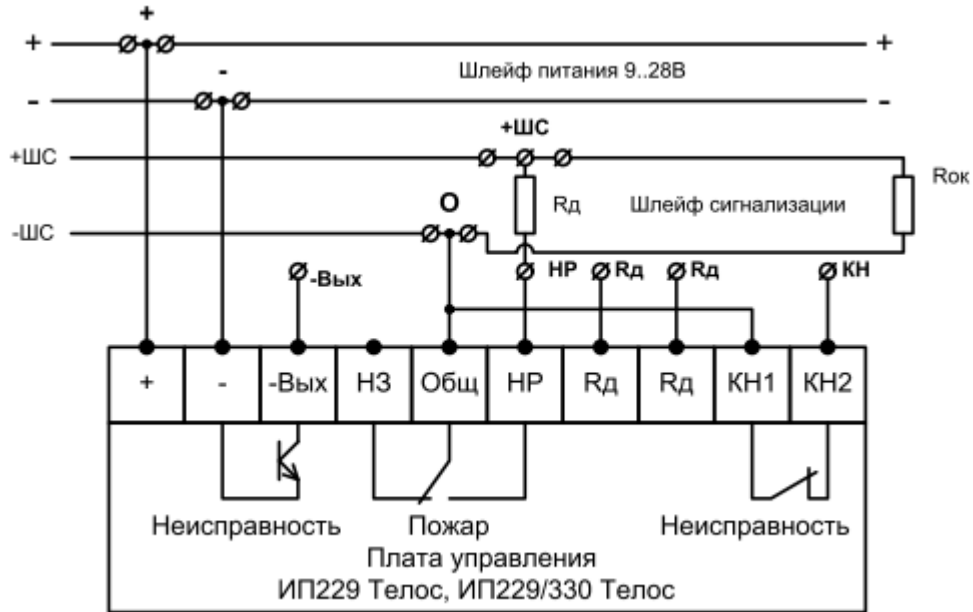 +
+ +
Шлейф питания 9..28В
-
- -
+ШС
+ШС
Rок
Rд Шлейф сигнализации
О
-ШС
-Вых НР Rд Rд КН
+ - -Вых НЗ Общ НР Rд Rд КН1 КН2
Неисправность Пожар Неисправность
Плата управления
ИП229 Телос, ИП229/330 Телос